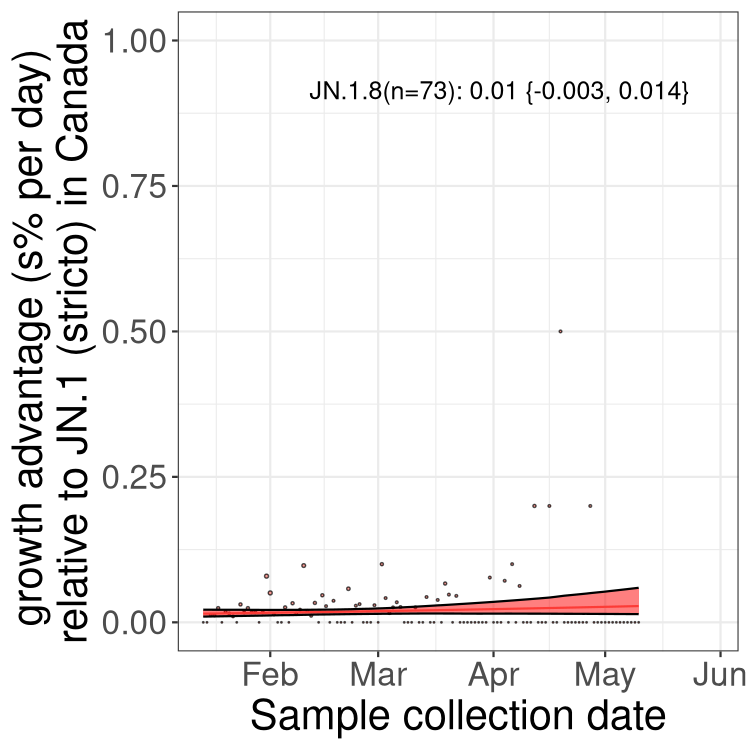 growth advantage (s% per day)
relative to JN.1 (stricto) in Canada
1.00
0.75
0.50
0.25
0.00
JN.1.8(n=73): 0.01 {-0.003, 0.014}
Feb Mar Apr May Jun
Sample collection date